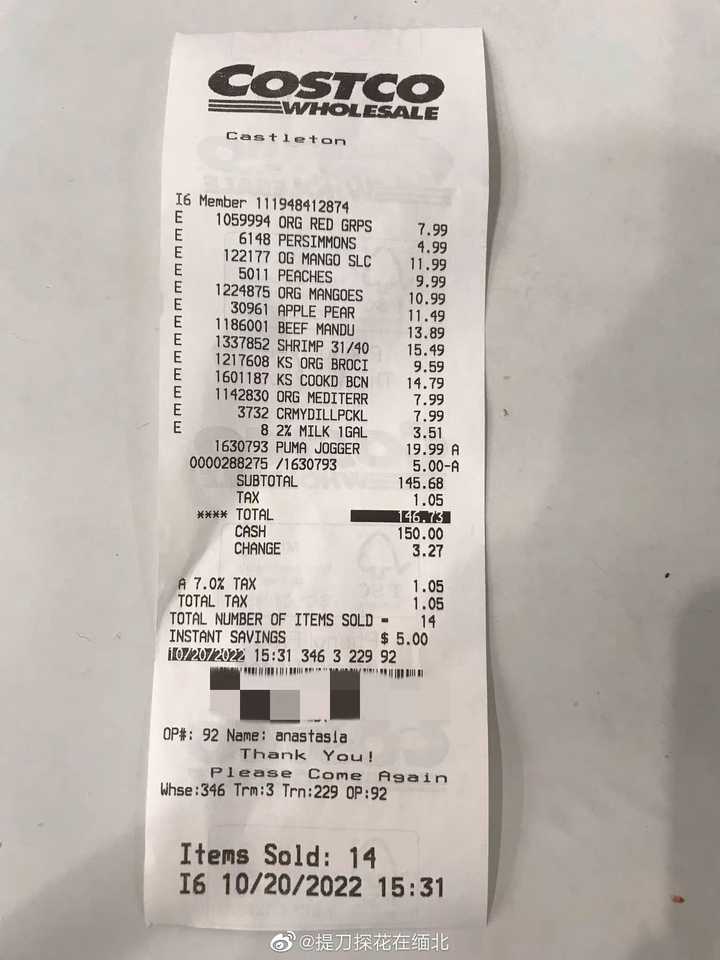 COSTCO
WHOLESALE
Castleton
I6 Member 111948412874
E 1059994 ORG RED GRPS 7.99
E 6148 PERSIMMONS 4.99
E 122177 OG MANGO SLC 11.99
E 5011 PEACHES 9.99
E 1224875 ORG MANGOES 10.99
E 30961 APPLE PEAR 11.49
E 1186001 BEEF MANDU 13.89
E 1337852 SHRIMP 31/40 15.49
E 1217608 KS ORG BROCI 9.59
E 1601187 KS COOKD BCN 14.79
E 1142830 ORG MEDITERR 7.99
E 3732 CRMYDILLPCKL 7.99
E 8 2% MILK 1GAL 3.51
1630793 PUMA JOGGER 19.99 A
0000288275 /1630793 5.00-A
SUBTOTAL 145.68
TAX 1.05
**** TOTAL 146.73
CASH 150.00
CHANGE 3.27
A 7.0% TAX 1.05
TOTAL TAX 1.05
TOTAL NUMBER OF ITEMS SOLD = 14
INSTANT SAVINGS $ 5.00
10/20/2022 15:31 346 3 229 92
OP#: 92 Name: anastasia
Thank You!
Please Come Again
Whse:346 Trm:3 Trn:229 OP:92
Items Sold: 14
I6 10/20/2022 15:31
@提刀探花在缅北